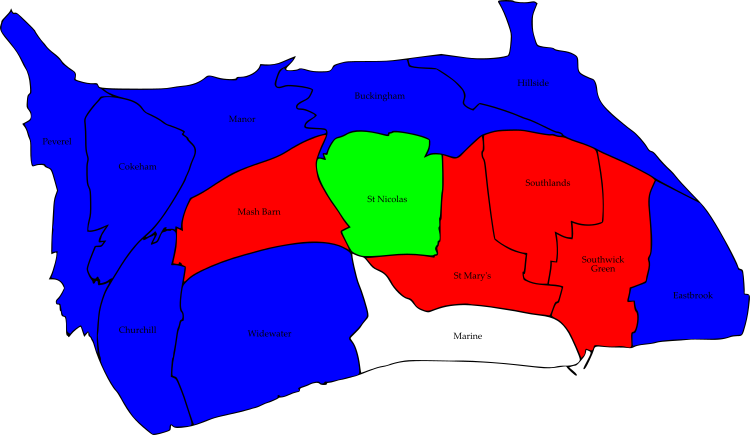 Hillside
Buckingham
Manor
Peverel
Cokeham
Southlands
St Nicolas
Mash Barn
Southwick
Green
St Mary's
Eastbrook
Churchill
Widewater
Marine